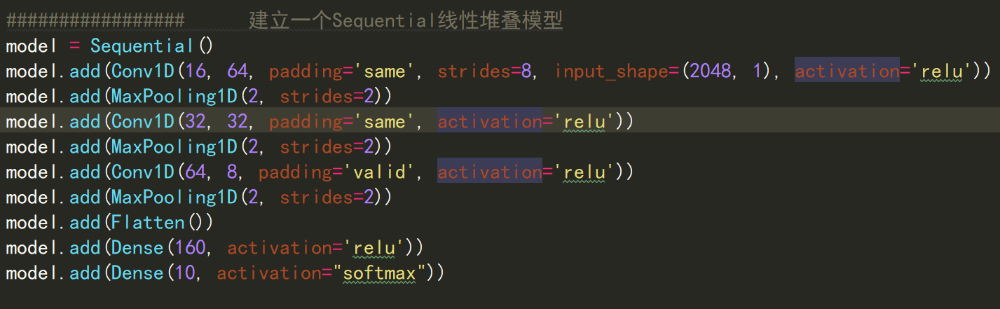 ################# 建立一个Sequential线性堆叠模型
model = Sequential()
model.add(Conv1D(16, 64, padding='same', strides=8, input_shape=(2048, 1), activation='relu'))
model.add(MaxPooling1D(2, strides=2))
model.add(Conv1D(32, 32, padding='same', activation='relu'))
model.add(MaxPooling1D(2, strides=2))
model.add(Conv1D(64, 8, padding='valid', activation='relu'))
model.add(MaxPooling1D(2, strides=2))
model.add(Flatten())
model.add(Dense(160, activation='relu'))
model.add(Dense(10, activation="softmax"))